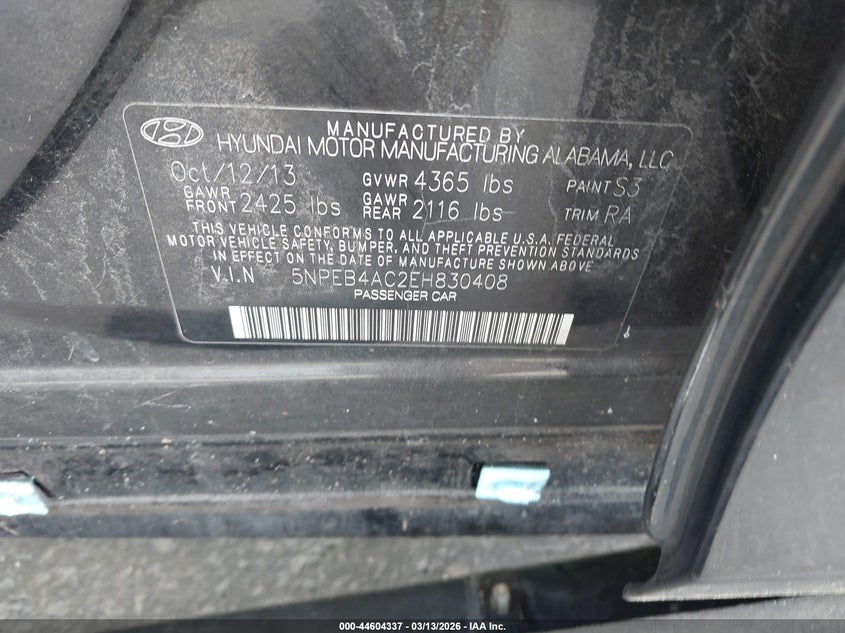 MANUFACTURED BY
HYUNDAI MOTOR MANUFACTURING ALABAMA, LLC
Oct/12/13 GVWR 4365 lbs PAINT S3
GAWR FRONT 2425 lbs GAWR REAR 2116 lbs TRIM RA
THIS VEHICLE CONFORMS TO ALL APPLICABLE U.S.A. FEDERAL
MOTOR VEHICLE SAFETY, BUMPER, AND THEFT PREVENTION STANDARDS
IN EFFECT ON THE DATE OF MANUFACTURE SHOWN ABOVE
V.I.N 5NPEB4AC2EH830408
PASSENGER CAR
000-44604337 - 03/13/2026 - IAA Inc.